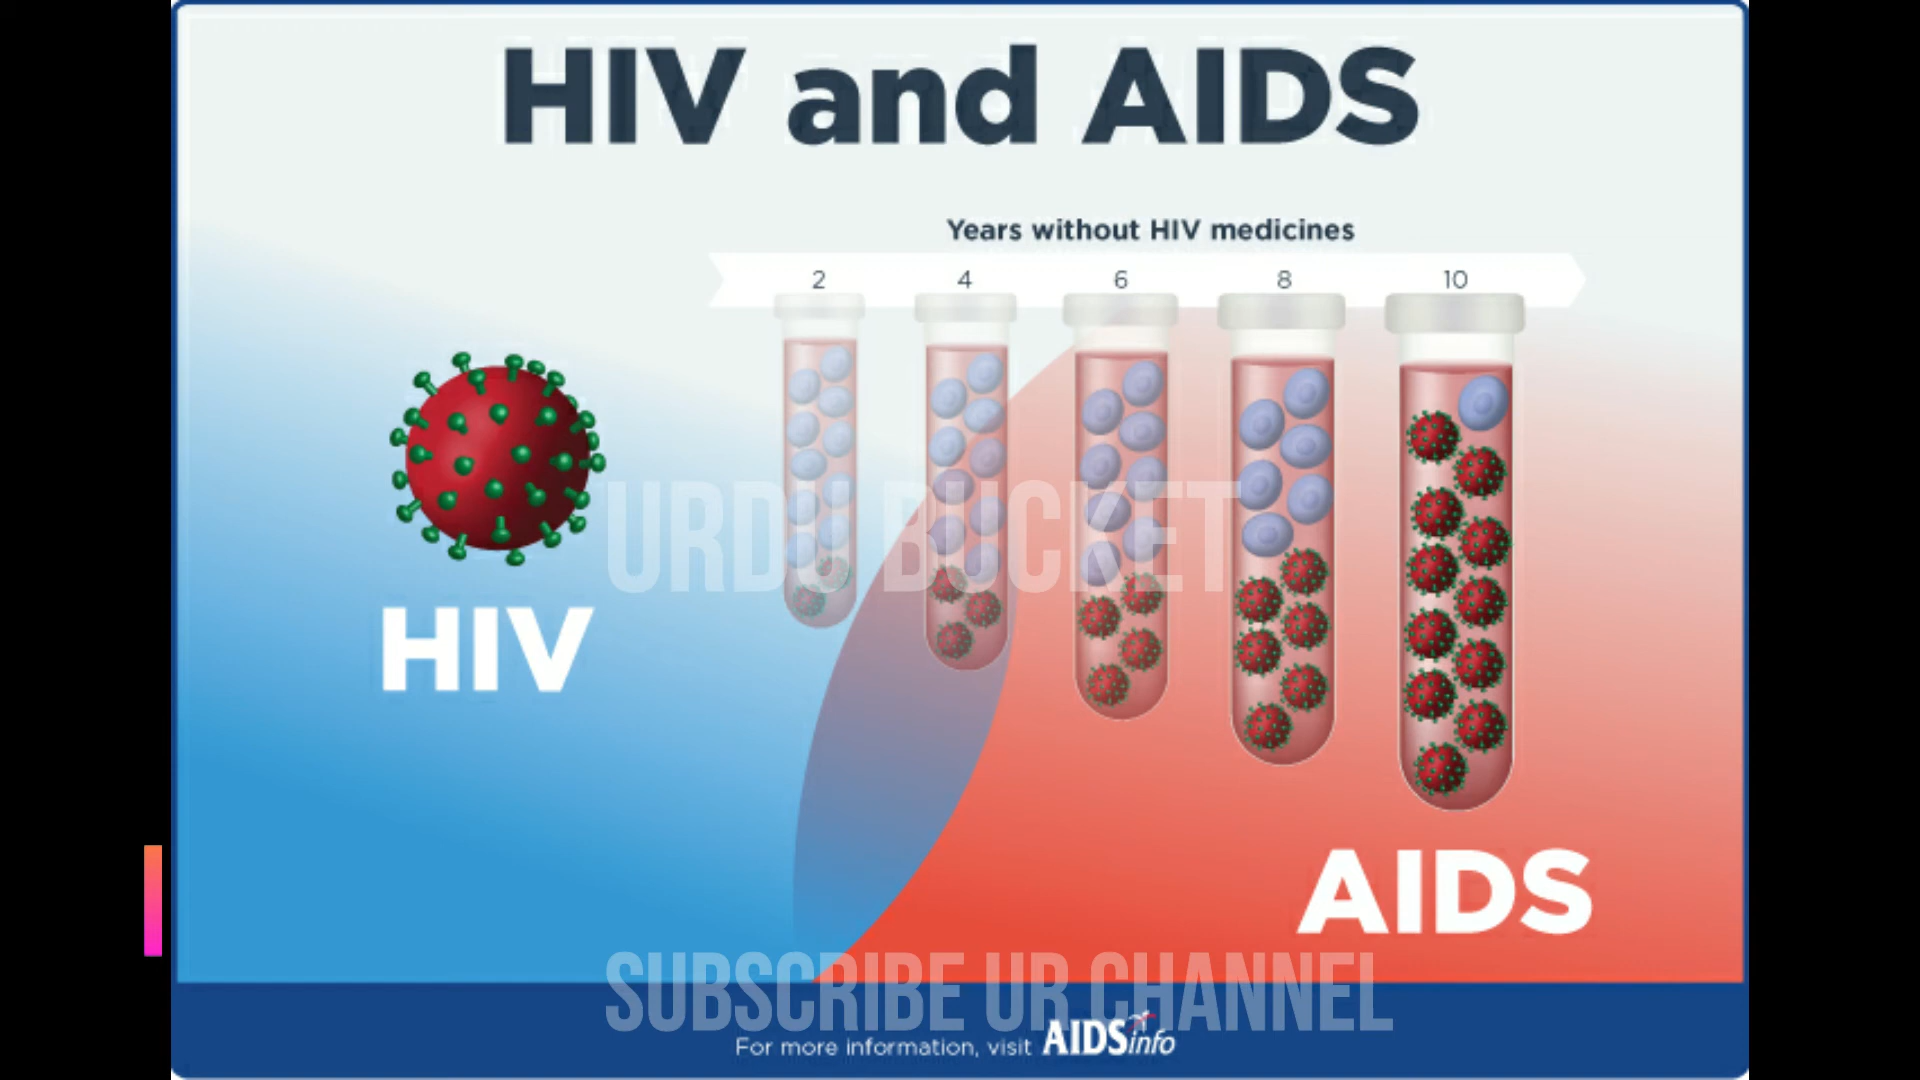 HIV and AIDS
Years without HIV medicines
2 4 6 8 10
URDU BUCKET
HIV
AIDS
SUBSCRIBE UR CHANNEL
For more information, visit AIDSinfo